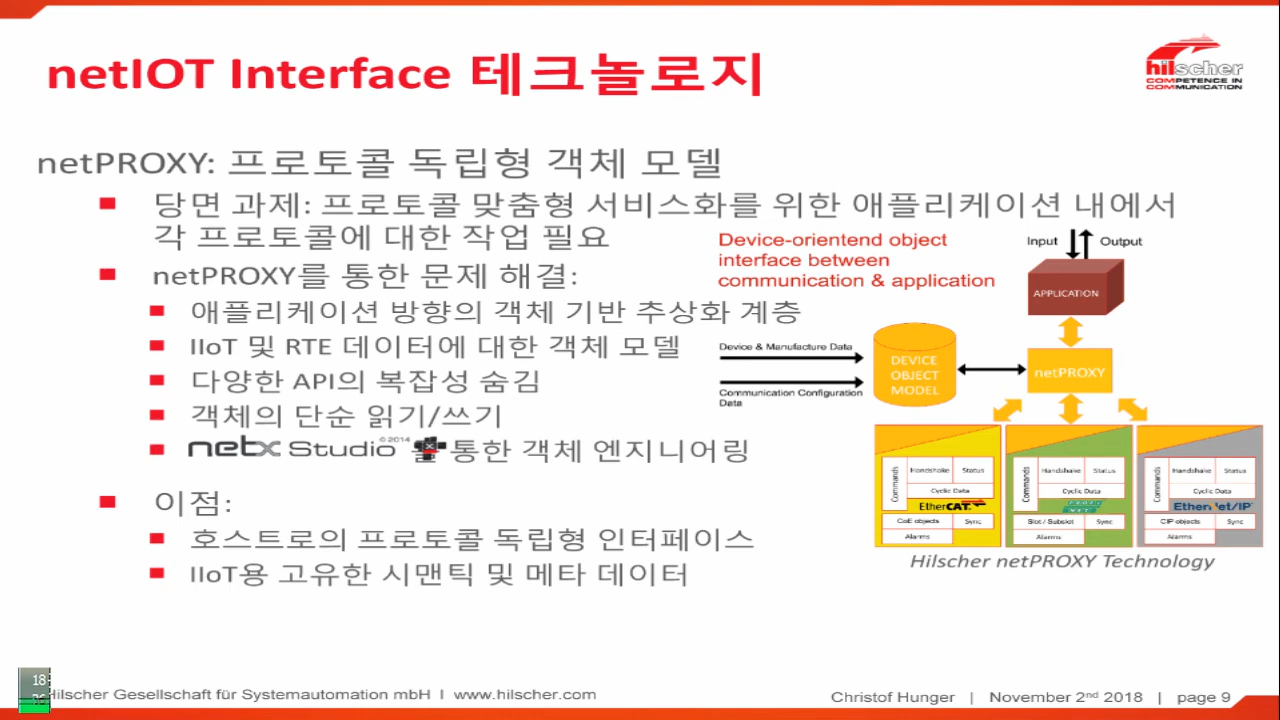 netIOT Interface 테크놀로지
hilscher
COMPETENCE IN
COMMUNICATION
netPROXY: 프로토콜 독립형 객체 모델
당면 과제: 프로토콜 맞춤형 서비스화를 위한 애플리케이션 내에서
각 프로토콜에 대한 작업 필요
netPROXY를 통한 문제 해결:
애플리케이션 방향의 객체 기반 추상화 계층
IIoT 및 RTE 데이터에 대한 객체 모델
다양한 API의 복잡성 숨김
객체의 단순 읽기/쓰기
netx Studio ©2014 를 통한 객체 엔지니어링
이점:
호스트로의 프로토콜 독립형 인터페이스
IIoT용 고유한 시맨틱 및 메타 데이터
Device-orientend object
interface between
communication & application
Input Output
APPLICATION
Device & Manufacture Data
Communication Configuration
Data
DEVICE
OBJECT
MODEL
netPROXY
Commands Handshake Status
Cyclic Data
EtherCAT
CoE objects Sync
Alarms
Commands Handshake Status
Cyclic Data
Slot / Subslot Sync
Alarms
Commands Handshake Status
Cyclic Data
EtherNet/IP
CIP objects Sync
Alarms
Hilscher netPROXY Technology
18
Hilscher Gesellschaft für Systemautomation mbH I www.hilscher.com
Christof Hunger | November 2nd 2018 | page 9